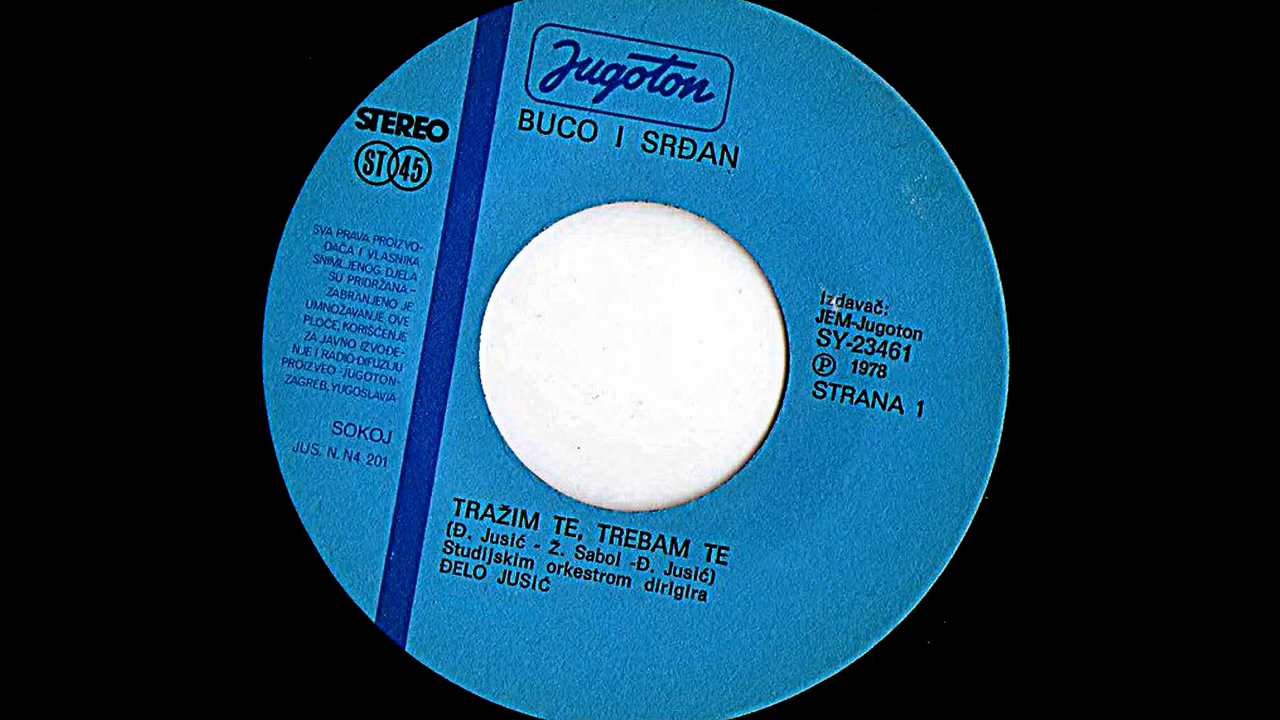 Jugoton
BUCO I SRĐAN
STEREO
ST 45
SVA PRAVA PROIZVO-
ĐAČA I VLASNIKA
SNIMLJENOG DJELA
SU PRIDRŽANA-
ZABRANJENO JE
UMNOŽAVANJE OVE
PLOČE, KORIŠĆENJE
ZA JAVNO IZVOĐE-
NJE I RADIO-DIFUZIJU
PROIZVEO -JUGOTON-
ZAGREB, YUGOSLAVIA
SOKOJ
JUS. N. N4 201
Izdavač:
JEM-Jugoton
SY-23461
℗ 1978
STRANA 1
TRAŽIM TE, TREBAM TE
(Đ. Jusić - Ž. Sabol -Đ. Jusić)
Studijskim orkestrom dirigira
ĐELO JUSIĆ